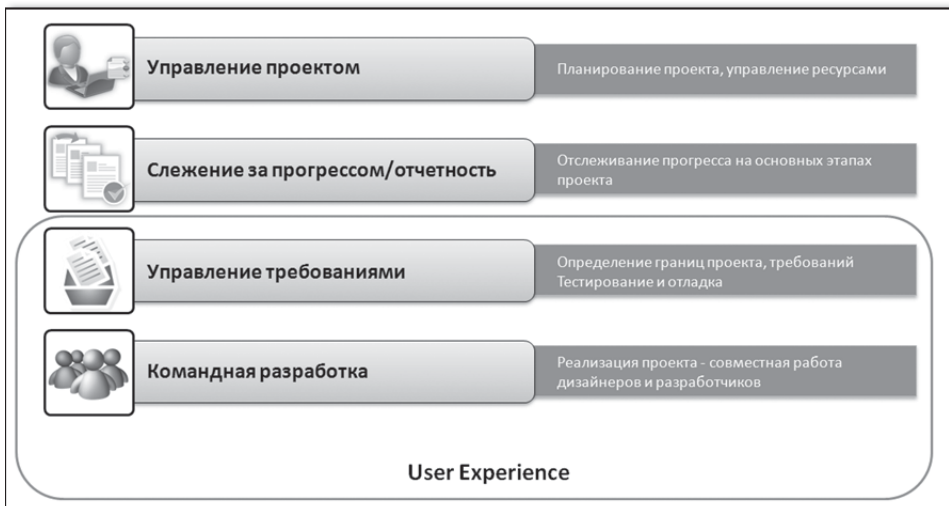 Управление проектом
Планирование проекта, управление ресурсами
Слежение за прогрессом/отчетность
Отслеживание прогресса на основных этапах
проекта
Управление требованиями
Определение границ проекта, требований
Тестирование и отладка
Командная разработка
Реализация проекта - совместная работа
дизайнеров и разработчиков
User Experience